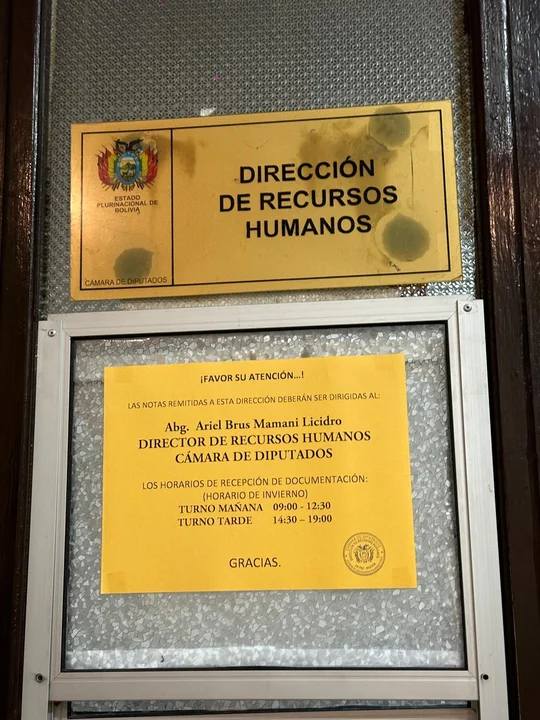 ESTADO
PLURINACIONAL DE
BOLIVIA
CÁMARA DE DIPUTADOS
DIRECCIÓN
DE RECURSOS
HUMANOS
¡FAVOR SU ATENCIÓN...!
LAS NOTAS REMITIDAS A ESTA DIRECCIÓN DEBERÁN SER DIRIGIDAS AL:
Abg. Ariel Brus Mamani Licidro
DIRECTOR DE RECURSOS HUMANOS
CÁMARA DE DIPUTADOS
LOS HORARIOS DE RECEPCIÓN DE DOCUMENTACIÓN:
(HORARIO DE INVIERNO)
TURNO MAÑANA 09:00 - 12:30
TURNO TARDE 14:30 – 19:00
GRACIAS.